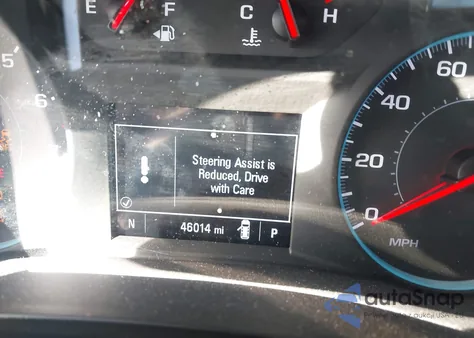 E F C H
5
6
Steering Assist is
Reduced, Drive
with Care
N 46014 mi P
0
20
40
60
MPH
autoSnap